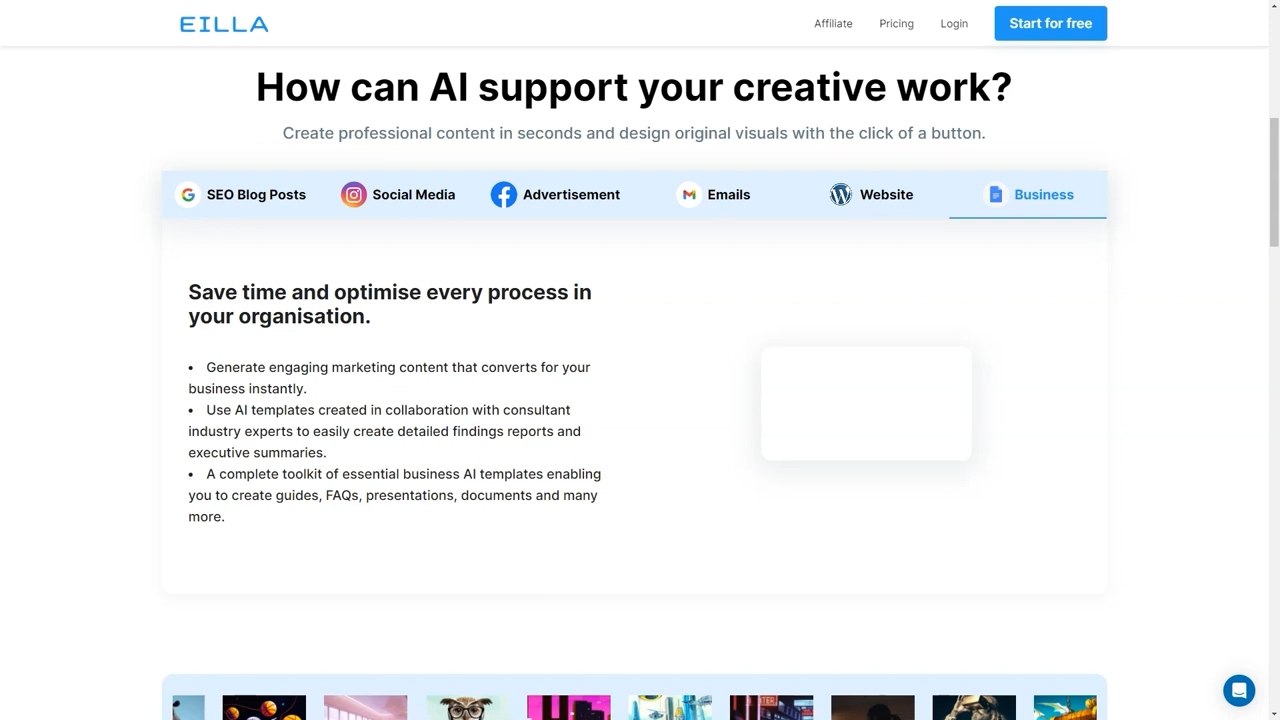 EILLA
Affiliate
Pricing
Login
Start for free
How can AI support your creative work?
Create professional content in seconds and design original visuals with the click of a button.
SEO Blog Posts
Social Media
Advertisement
Emails
Website
Business
Save time and optimise every process in
your organisation.
• Generate engaging marketing content that converts for your
business instantly.
• Use AI templates created in collaboration with consultant
industry experts to easily create detailed findings reports and
executive summaries.
• A complete toolkit of essential business AI templates enabling
you to create guides, FAQs, presentations, documents and many
more.